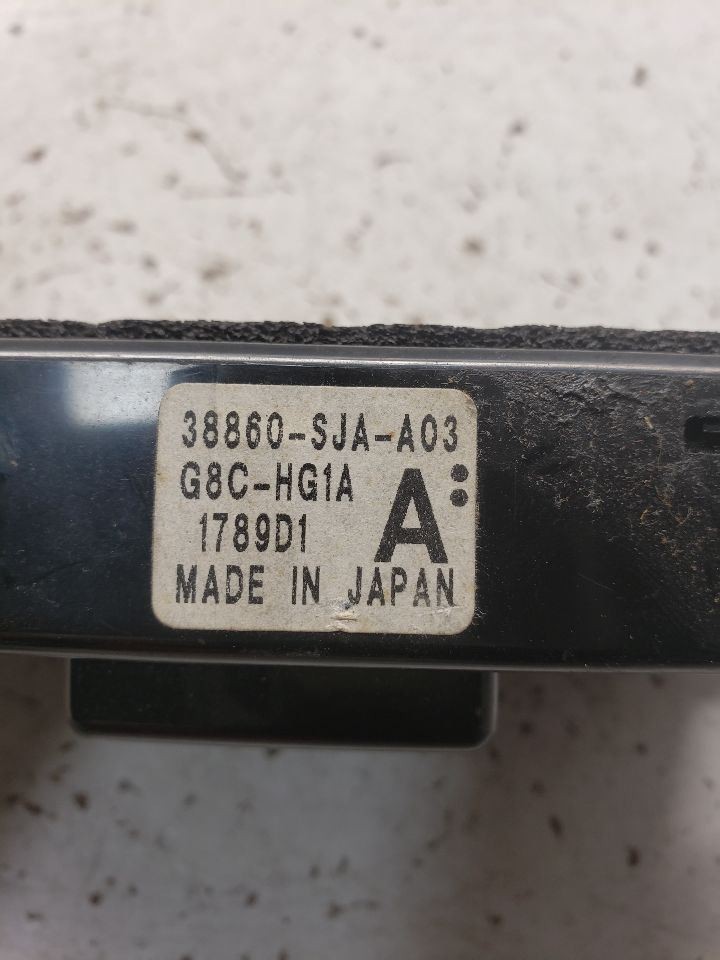 38860-SJA-A03
G8C-HG1A
A:
1789D1
MADE IN JAPAN